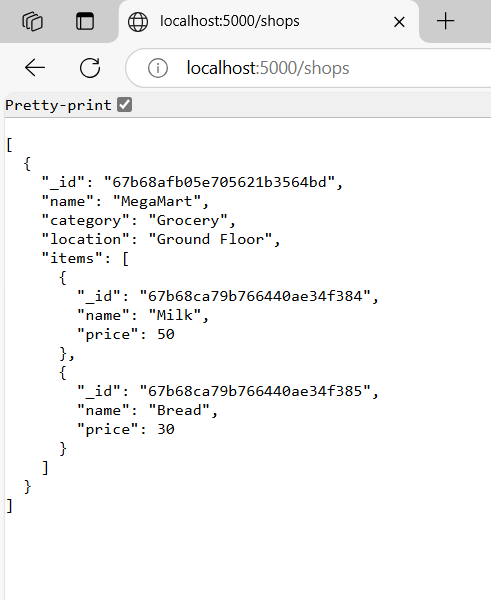 localhost:5000/shops
localhost:5000/shops
Pretty-print
[
  {
    "_id": "67b68afb05e705621b3564bd",
    "name": "MegaMart",
    "category": "Grocery",
    "location": "Ground Floor",
    "items": [
      {
        "_id": "67b68ca79b766440ae34f384",
        "name": "Milk",
        "price": 50
      },
      {
        "_id": "67b68ca79b766440ae34f385",
        "name": "Bread",
        "price": 30
      }
    ]
  }
]